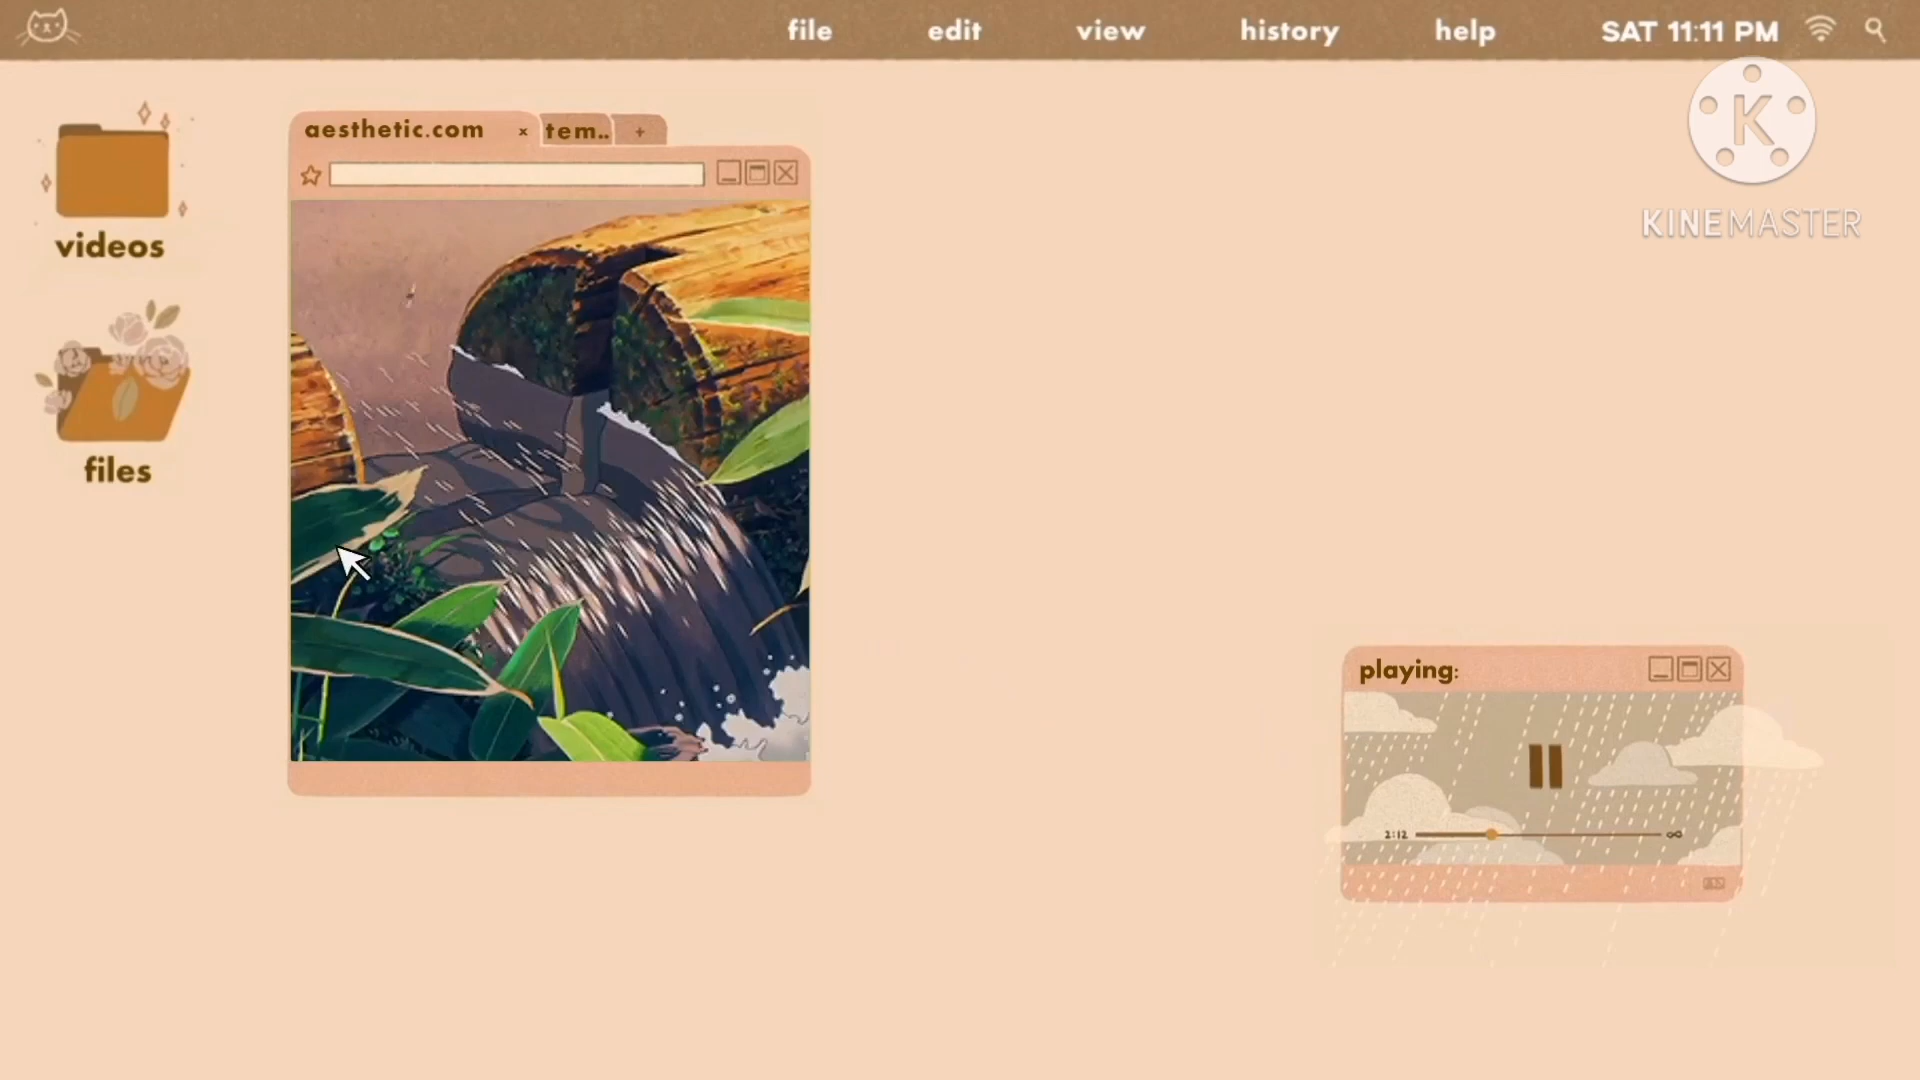 file edit view history help SAT 11:11 PM
K
KINEMASTER
aesthetic.com × tem.. +
videos
files
playing:
2:12 ∞